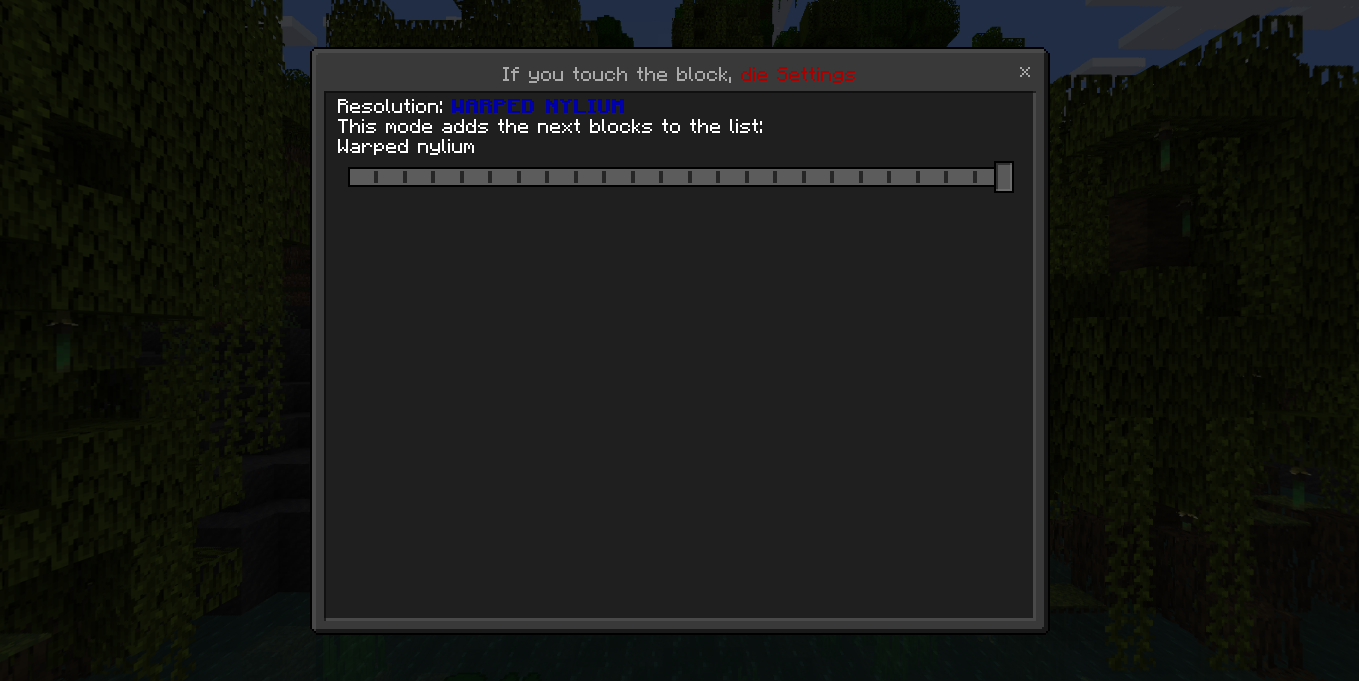 If you touch the block, die Settings
Resolution: WARPED NYLIUM
This mode adds the next blocks to the list:
Warped nylium